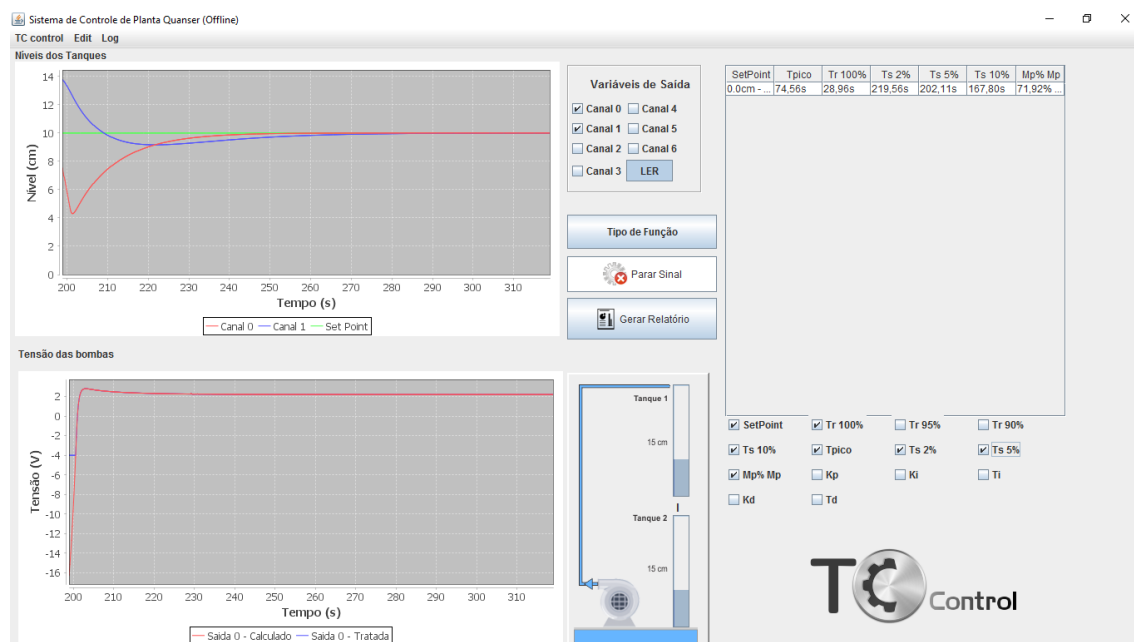 Sistema de Controle de Planta Quanser (Offline)
TC control Edit Log
Níveis dos Tanques
Nível (cm)
14
12
10
8
6
4
2
0
200 210 220 230 240 250 260 270 280 290 300 310
Tempo (s)
Canal 0 Canal 1 Set Point
Tensão das bombas
Tensão (V)
2
0
-2
-4
-6
-8
-10
-12
-14
-16
200 210 220 230 240 250 260 270 280 290 300 310
Tempo (s)
Saida 0 - Calculado Saida 0 - Tratada
Variáveis de Saída
Canal 0 Canal 4
Canal 1 Canal 5
Canal 2 Canal 6
Canal 3 LER
Tipo de Função
Parar Sinal
Gerar Relatório
Tanque 1
15 cm
Tanque 2
15 cm
SetPoint Tpico Tr 100% Ts 2% Ts 5% Ts 10% Mp% Mp
0.0cm - ... 74,56s 28,96s 219,56s 202,11s 167,80s 71,92% ...
SetPoint Tr 100% Tr 95% Tr 90%
Ts 10% Tpico Ts 2% Ts 5%
Mp% Mp Kp Ki Ti
Kd Td
TC Control